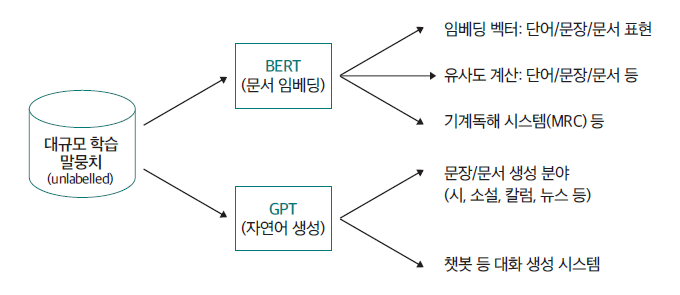 대규모 학습
말뭉치
(unlabelled)
BERT
(문서 임베딩)
임베딩 벡터: 단어/문장/문서 표현
유사도 계산: 단어/문장/문서 등
기계독해 시스템(MRC) 등
GPT
(자연어 생성)
문장/문서 생성 분야
(시, 소설, 칼럼, 뉴스 등)
챗봇 등 대화 생성 시스템